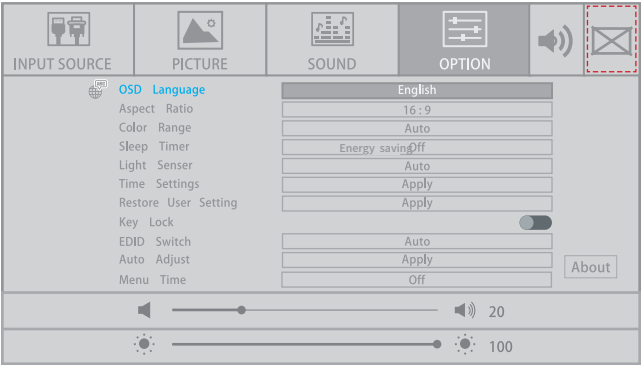 INPUT SOURCE PICTURE SOUND OPTION
OSD Language English
Aspect Ratio 16 : 9
Color Range Auto
Sleep Timer Energy saving Off
Light Senser Auto
Time Settings Apply
Restore User Setting Apply
Key Lock
EDID Switch Auto
Auto Adjust Apply
About
Menu Time Off
20
100